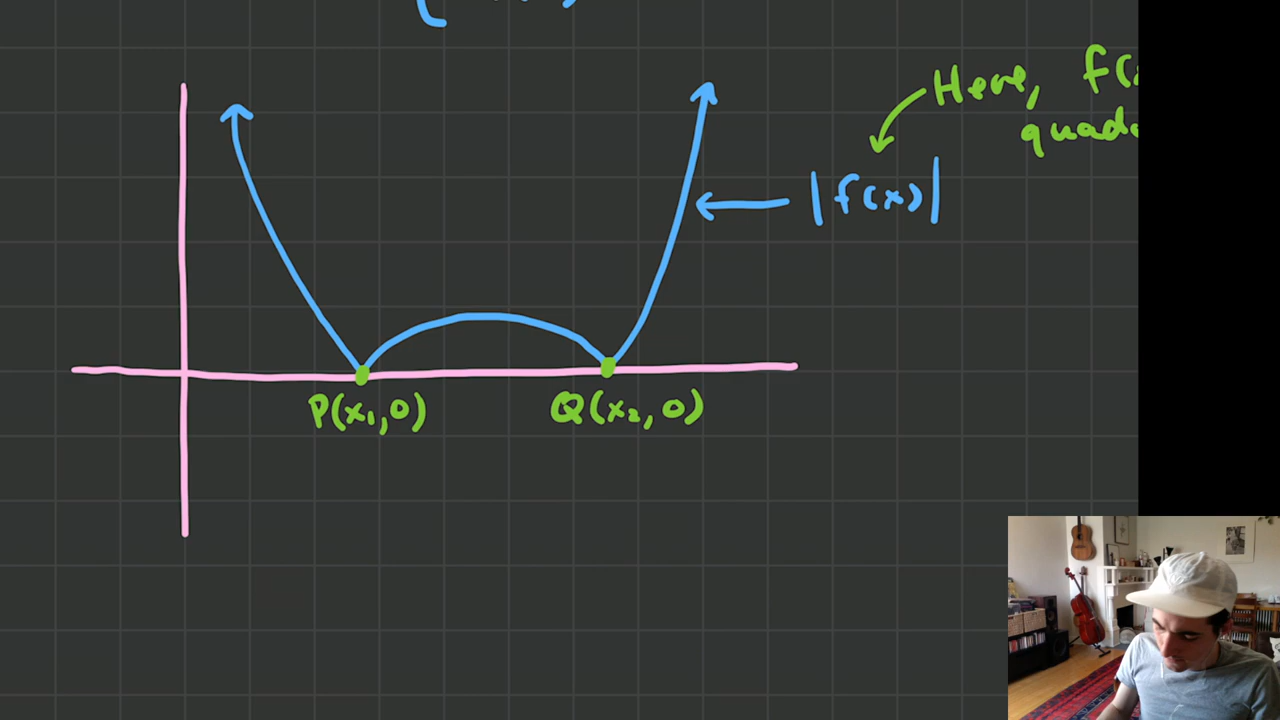 Here, f(
|f(x)|
P(x₁,0)
Q(x₂,0)